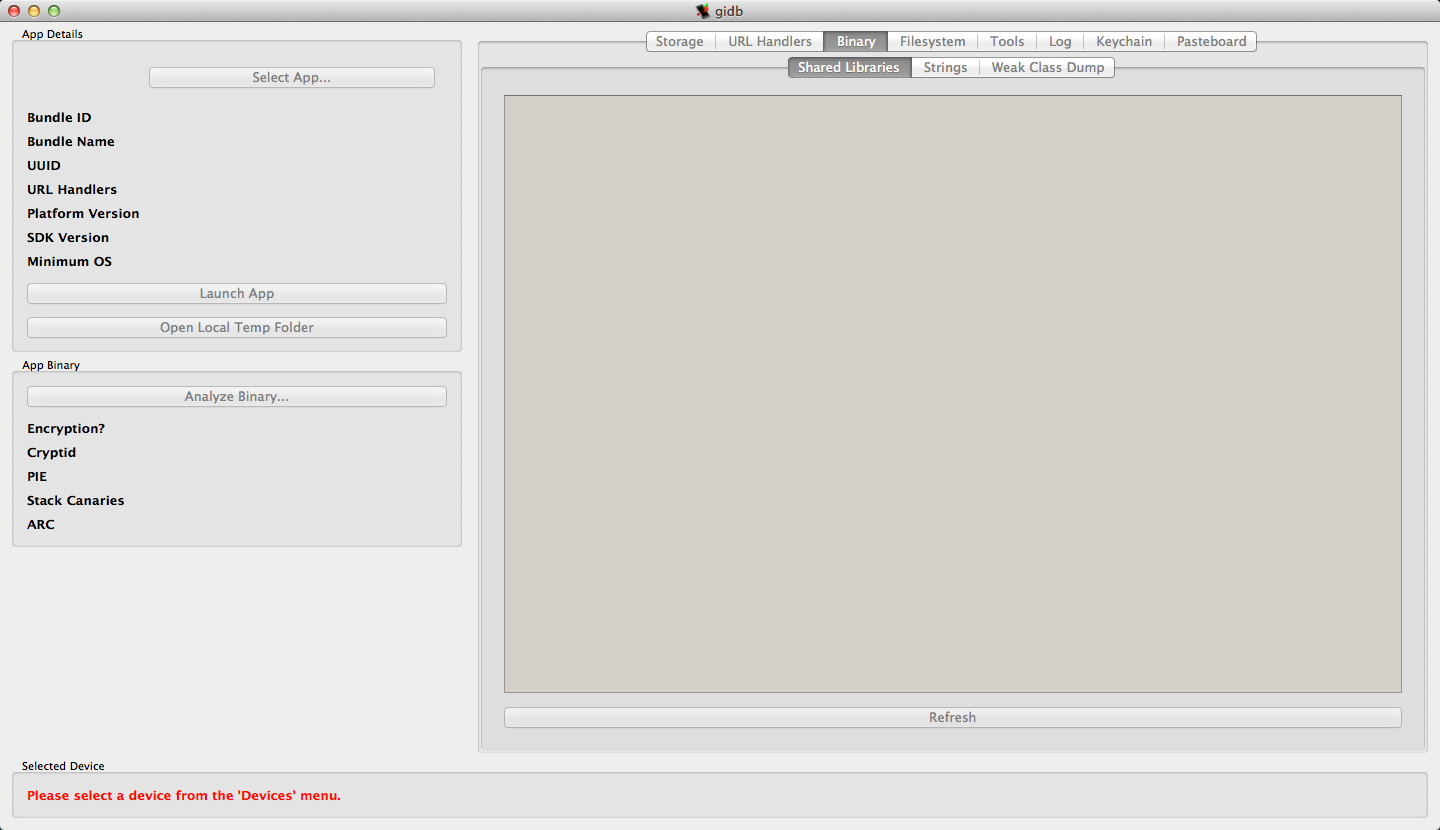 gidb
App Details
Select App...
Bundle ID
Bundle Name
UUID
URL Handlers
Platform Version
SDK Version
Minimum OS
Launch App
Open Local Temp Folder
App Binary
Analyze Binary...
Encryption?
Cryptid
PIE
Stack Canaries
ARC
Storage URL Handlers Binary Filesystem Tools Log Keychain Pasteboard
Shared Libraries Strings Weak Class Dump
Refresh
Selected Device
Please select a device from the 'Devices' menu.